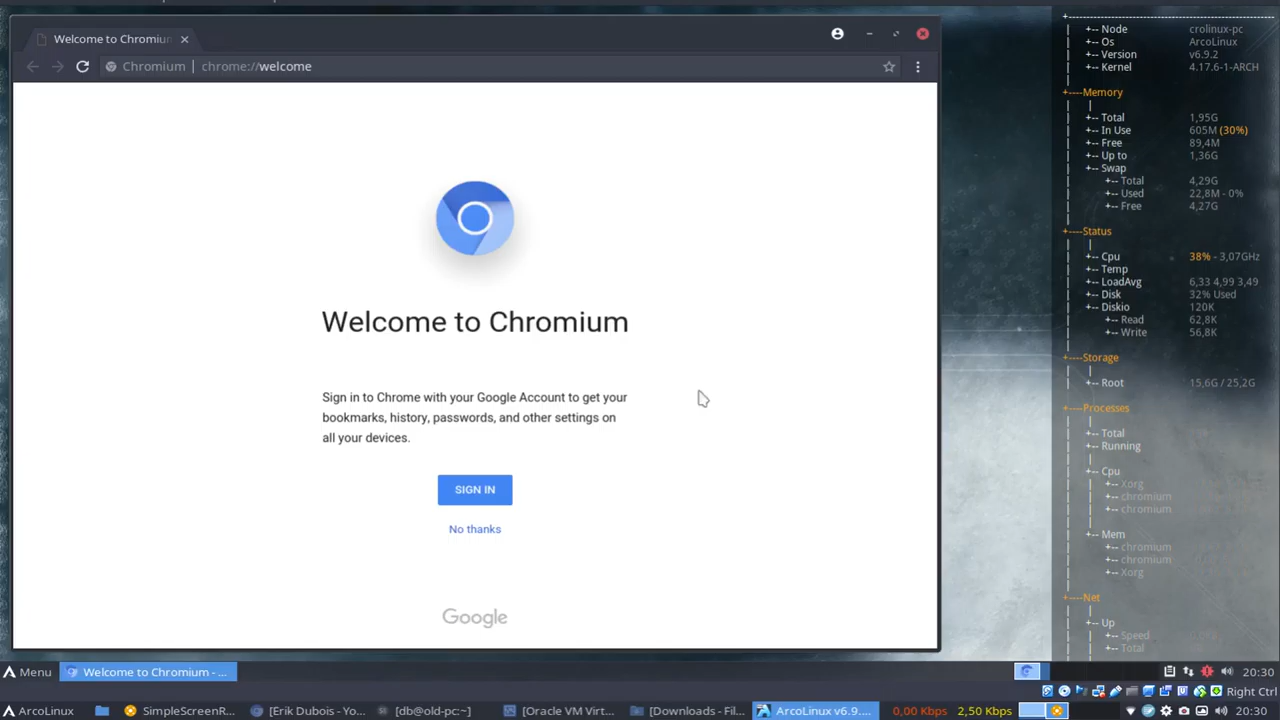 Welcome to Chromium
Chromium | chrome://welcome
Welcome to Chromium
Sign in to Chrome with your Google Account to get your
bookmarks, history, passwords, and other settings on
all your devices.
SIGN IN
No thanks
Google
Node crolinux-pc
Os ArcoLinux
Version v6.9.2
Kernel 4.17.6-1-ARCH
Memory
Total 1,95G
In Use 605M (30%)
Free 89,4M
Up to 1,36G
Swap
Total 4,29G
Used 22,8M - 0%
Free 4,27G
Status
Cpu 38% - 3,07GHz
Temp
LoadAvg 6,33 4,99 3,49
Disk 32% Used
Diskio 120K
Read 62,8K
Write 56,8K
Storage
Root 15,6G / 25,2G
Processes
Total
Running
Cpu
Xorg
chromium
chromium
Mem
chromium
chromium
Xorg
Net
Up
Speed
Total
Menu Welcome to Chromium - ... 20:30
Right Ctrl
ArcoLinux SimpleScreenR... [Erik Dubois - Yo... [db@old-pc:~] [Oracle VM Virt... [Downloads - Fil... ArcoLinux v6.9.... 0,00 Kbps 2,50 Kbps 20:30